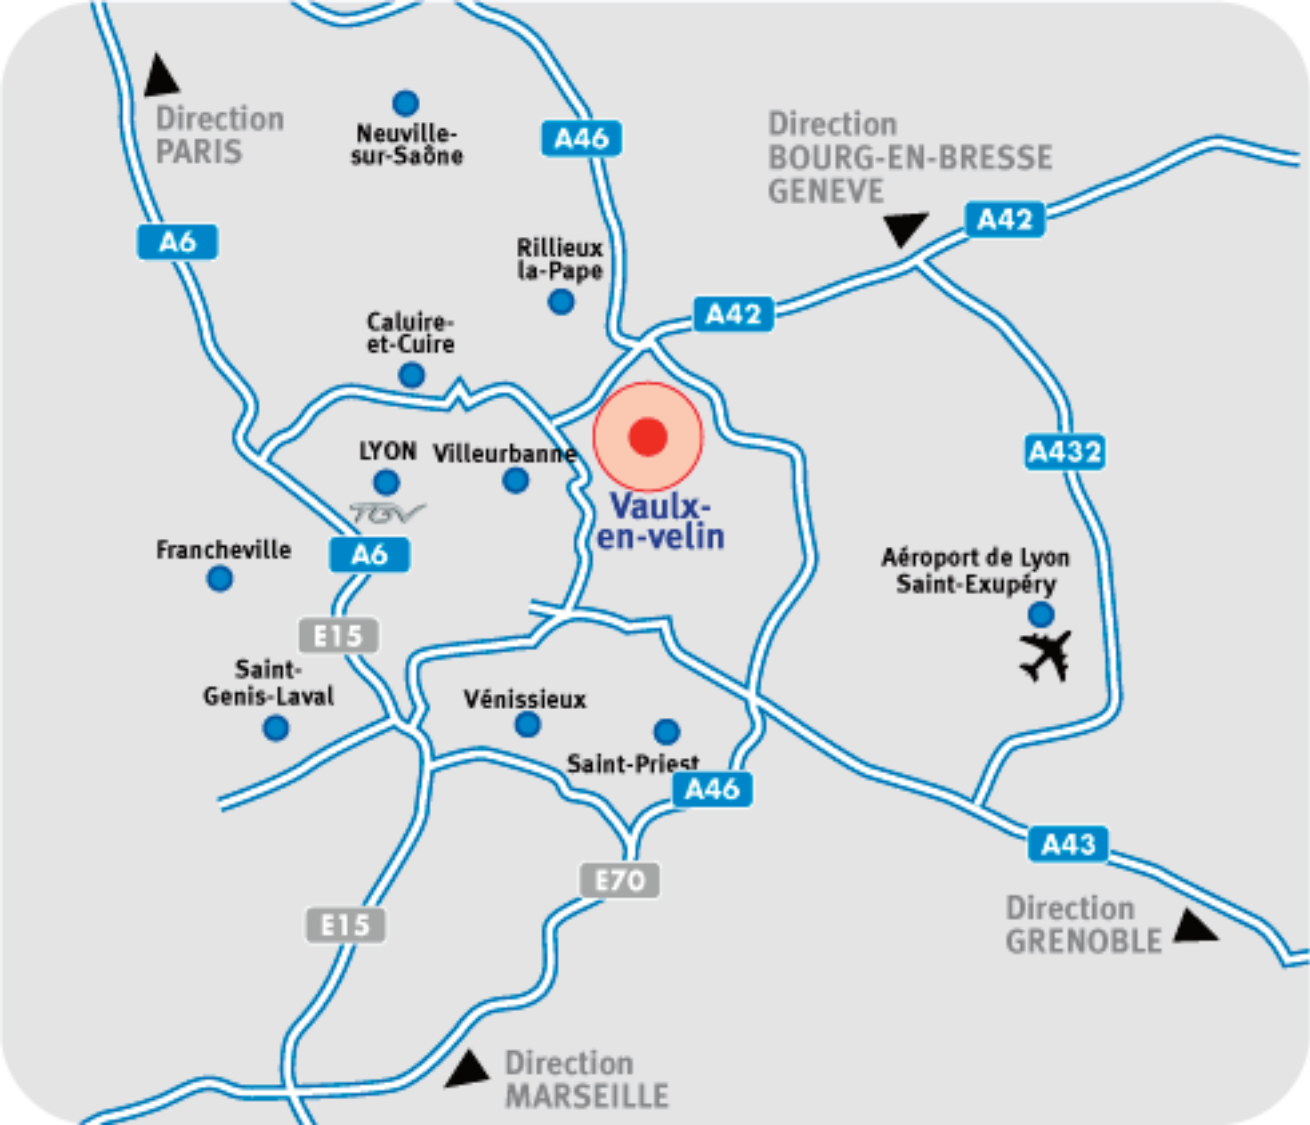 Direction
PARIS
Neuville-
sur-Saône
A46
Direction
BOURG-EN-BRESSE
GENEVE
A42
A6
Rillieux
la-Pape
A42
Caluire-
et-Cuire
LYON
Villeurbanne
TGV
A432
Vaulx-
en-velin
Francheville
A6
Aéroport de Lyon
Saint-Exupéry
E15
Saint-
Genis-Laval
Vénissieux
Saint-Priest
A46
A43
E70
E15
Direction
GRENOBLE
Direction
MARSEILLE